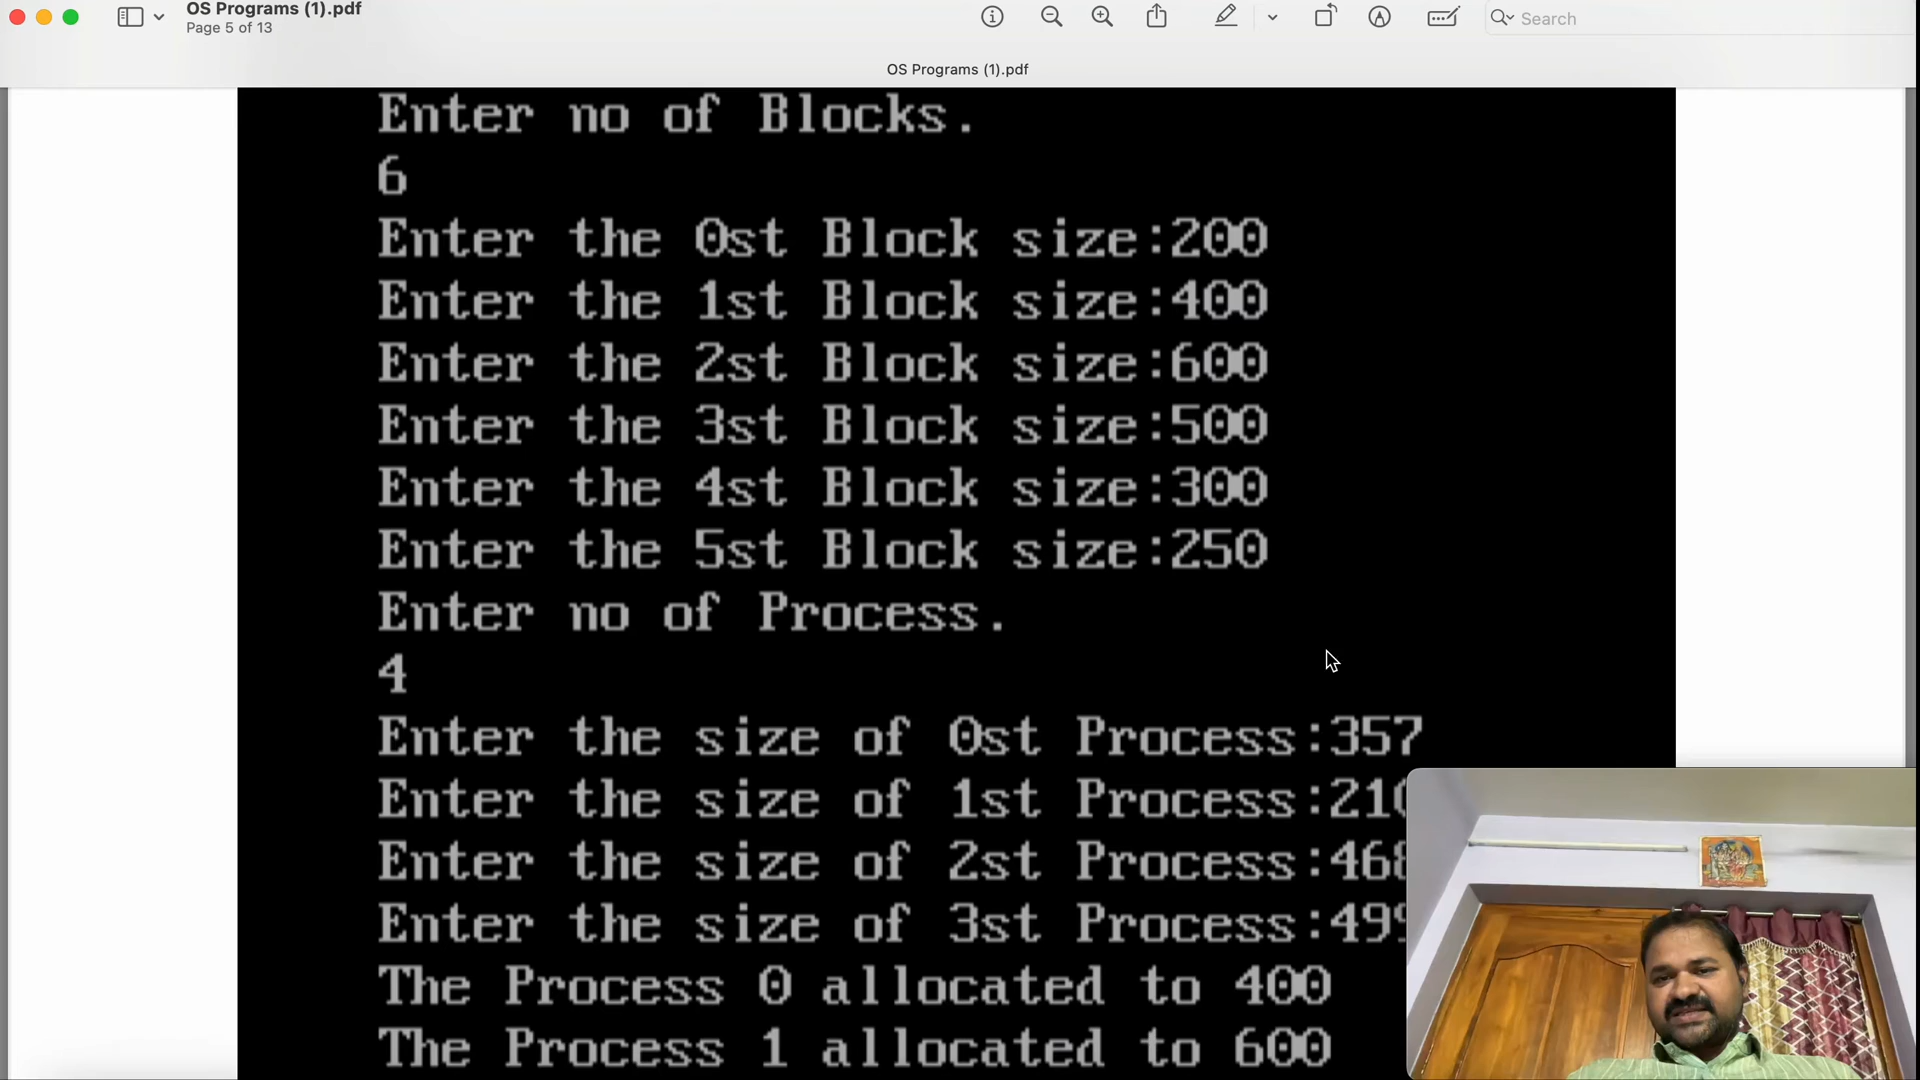 OS Programs (1).pdf
Page 5 of 13
Search
OS Programs (1).pdf
Enter no of Blocks.
6
Enter the 0st Block size:200
Enter the 1st Block size:400
Enter the 2st Block size:600
Enter the 3st Block size:500
Enter the 4st Block size:300
Enter the 5st Block size:250
Enter no of Process.
4
Enter the size of 0st Process:357
Enter the size of 1st Process:
Enter the size of 2st Process:
Enter the size of 3st Process:
The Process 0 allocated to 400
The Process 1 allocated to 600